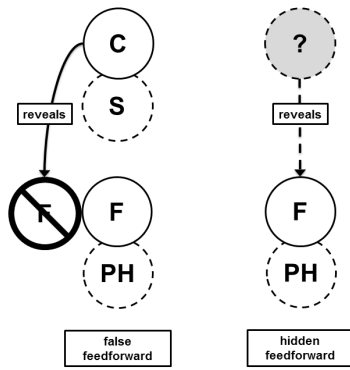 C
?
S
reveals
reveals
F
F
F
PH
PH
false
feedforward
hidden
feedforward